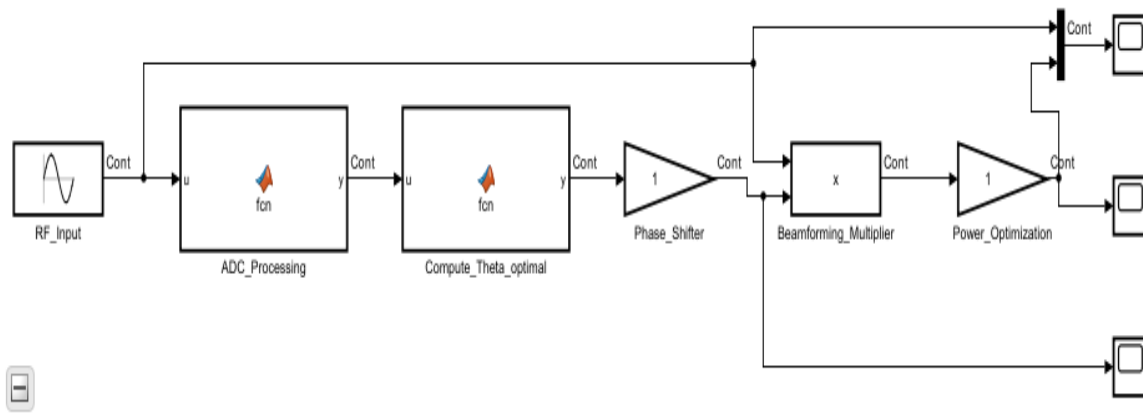 Cont
RF_Input
Cont
u
fcn
y
ADC_Processing
Cont
u
fcn
y
Compute_Theta_optimal
Cont
1
Phase_Shifter
Cont
x
Beamforming_Multiplier
Cont
1
Power_Optimization
Cont